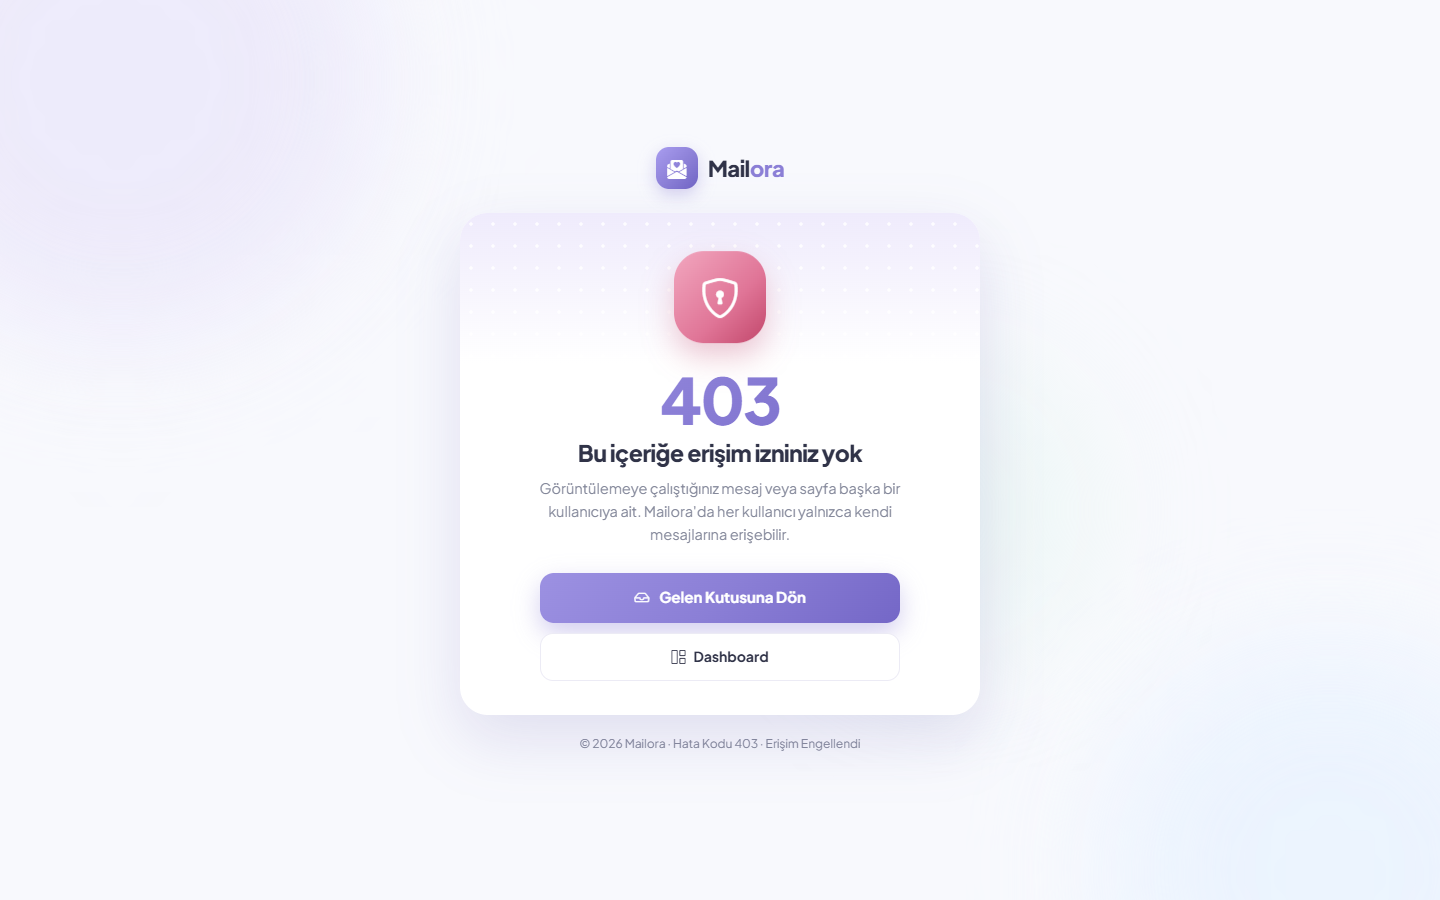 Mailora
403
Bu içeriğe erişim izniniz yok
Görüntülemeye çalıştığınız mesaj veya sayfa başka bir
kullanıcıya ait. Mailora'da her kullanıcı yalnızca kendi
mesajlarına erişebilir.
Gelen Kutusuna Dön
Dashboard
© 2026 Mailora · Hata Kodu 403 · Erişim Engellendi